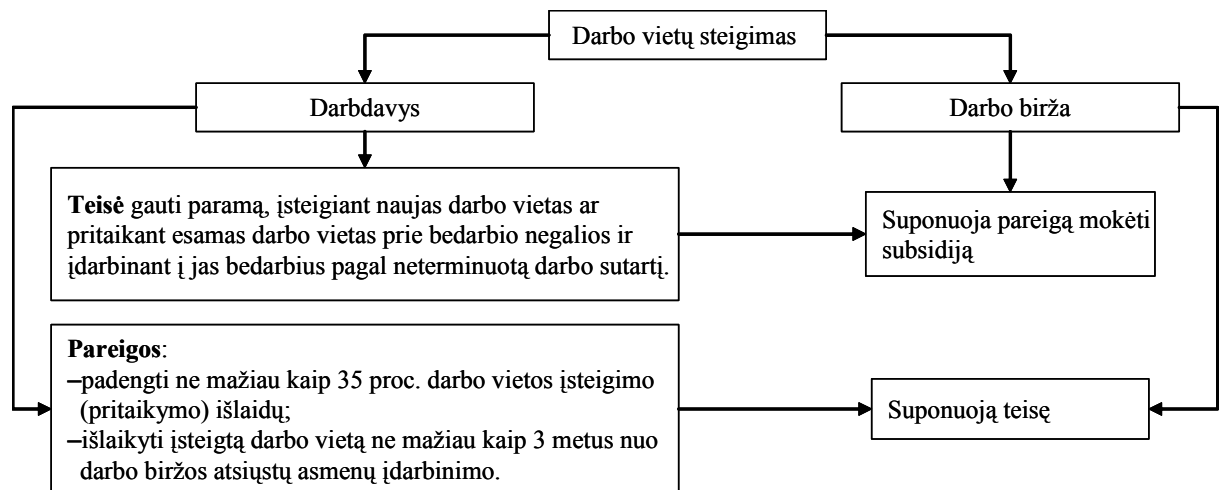 Darbo vietų steigimas
Darbdavys
Darbo birža
Teisė gauti paramą, įsteigiant naujas darbo vietas ar
pritaikant esamas darbo vietas prie bedarbio negalios ir
įdarbinant į jas bedarbius pagal neterminuotą darbo sutartį.
Suponuoja pareigą mokėti
subsidiją
Pareigos:
–padengti ne mažiau kaip 35 proc. darbo vietos įsteigimo
(pritaikymo) išlaidų;
–išlaikyti įsteigtą darbo vietą ne mažiau kaip 3 metus nuo
darbo biržos atsiųstų asmenų įdarbinimo.
Suponuoją teisę